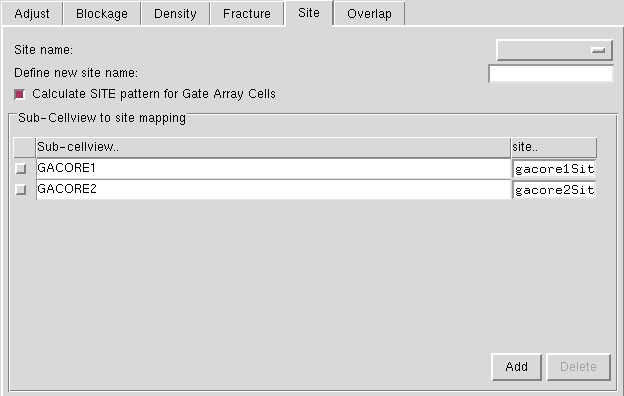 Adjust Blockage Density Fracture Site Overlap
Site name:
Define new site name:
Calculate SITE pattern for Gate Array Cells
Sub-Cellview to site mapping
Sub-cellview.. site..
GACORE1 gacore1Sit
GACORE2 gacore2Sit
Add Delete